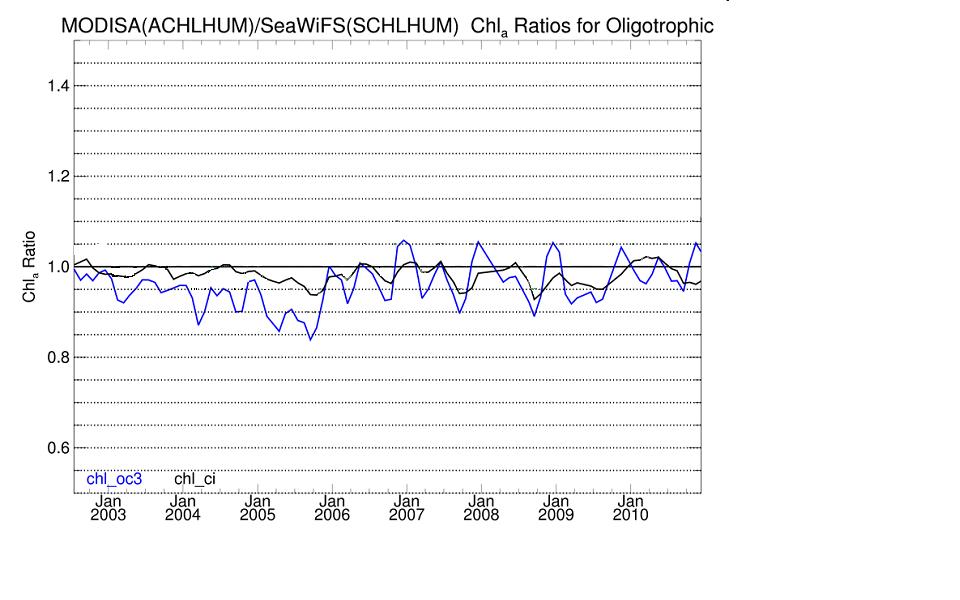 MODISA(ACHLHUM)/SeaWiFS(SCHLHUM) Chla Ratios for Oligotrophic
1.4
1.2
1.0
0.8
0.6
Chla Ratio
chl_oc3 chl_ci
Jan Jan Jan Jan Jan Jan Jan Jan
2003 2004 2005 2006 2007 2008 2009 2010